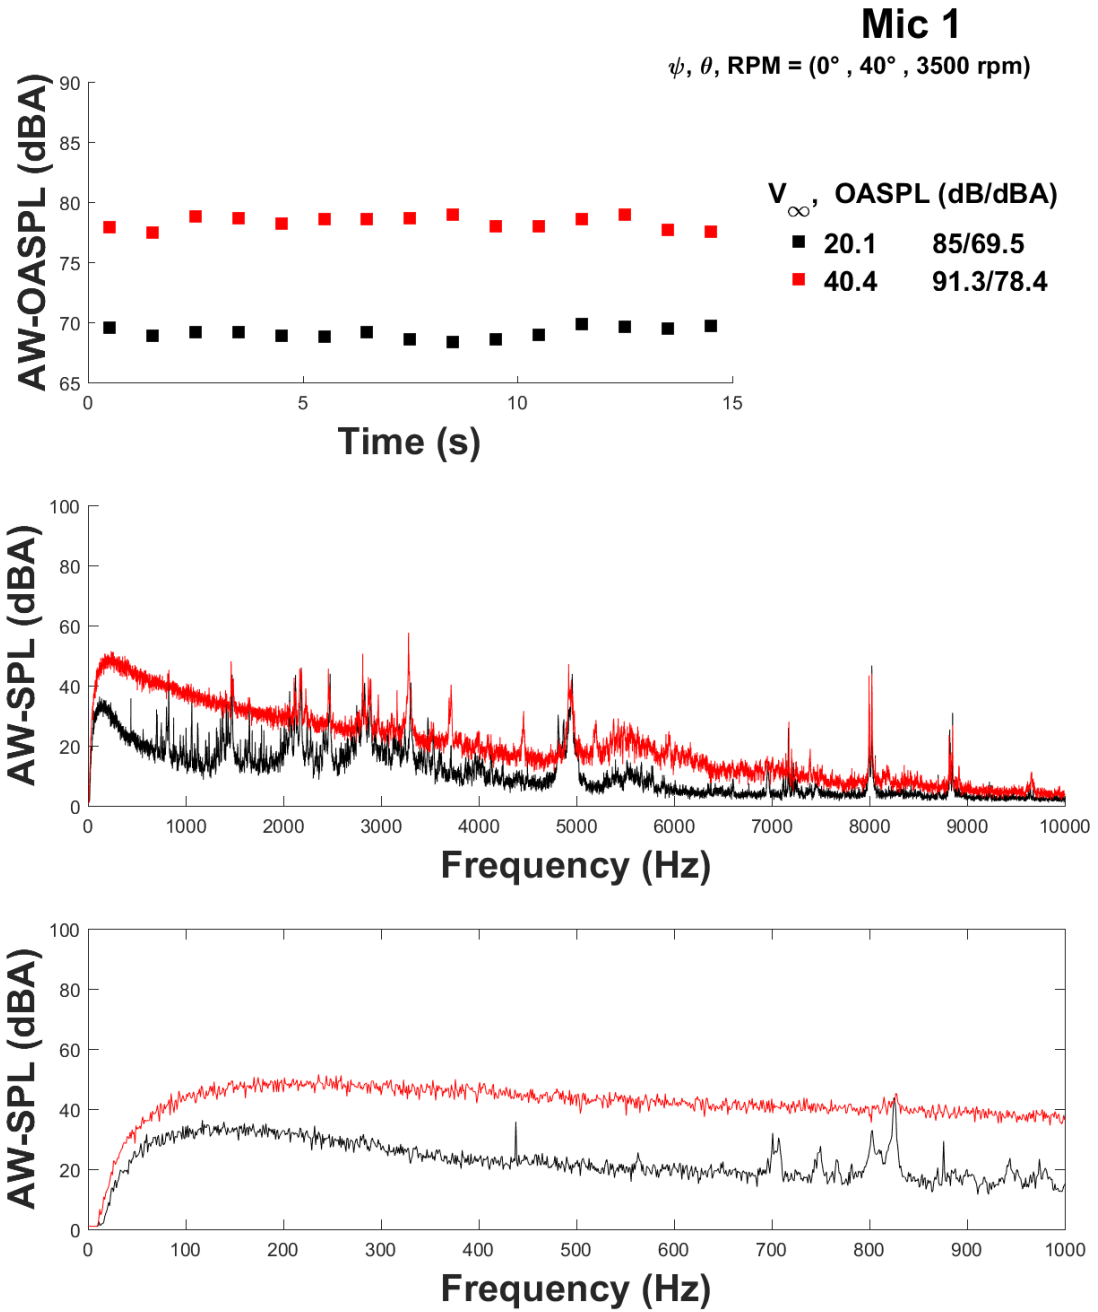 Mic 1
ψ, θ, RPM = (0° , 40° , 3500 rpm)
90
85
80
75
70
65
AW-OASPL (dBA)
0 5 10 15
Time (s)
V∞, OASPL (dB/dBA)
20.1 85/69.5
40.4 91.3/78.4
100
80
60
40
20
0
AW-SPL (dBA)
0 1000 2000 3000 4000 5000 6000 7000 8000 9000 10000
Frequency (Hz)
100
80
60
40
20
0
AW-SPL (dBA)
0 100 200 300 400 500 600 700 800 900 1000
Frequency (Hz)